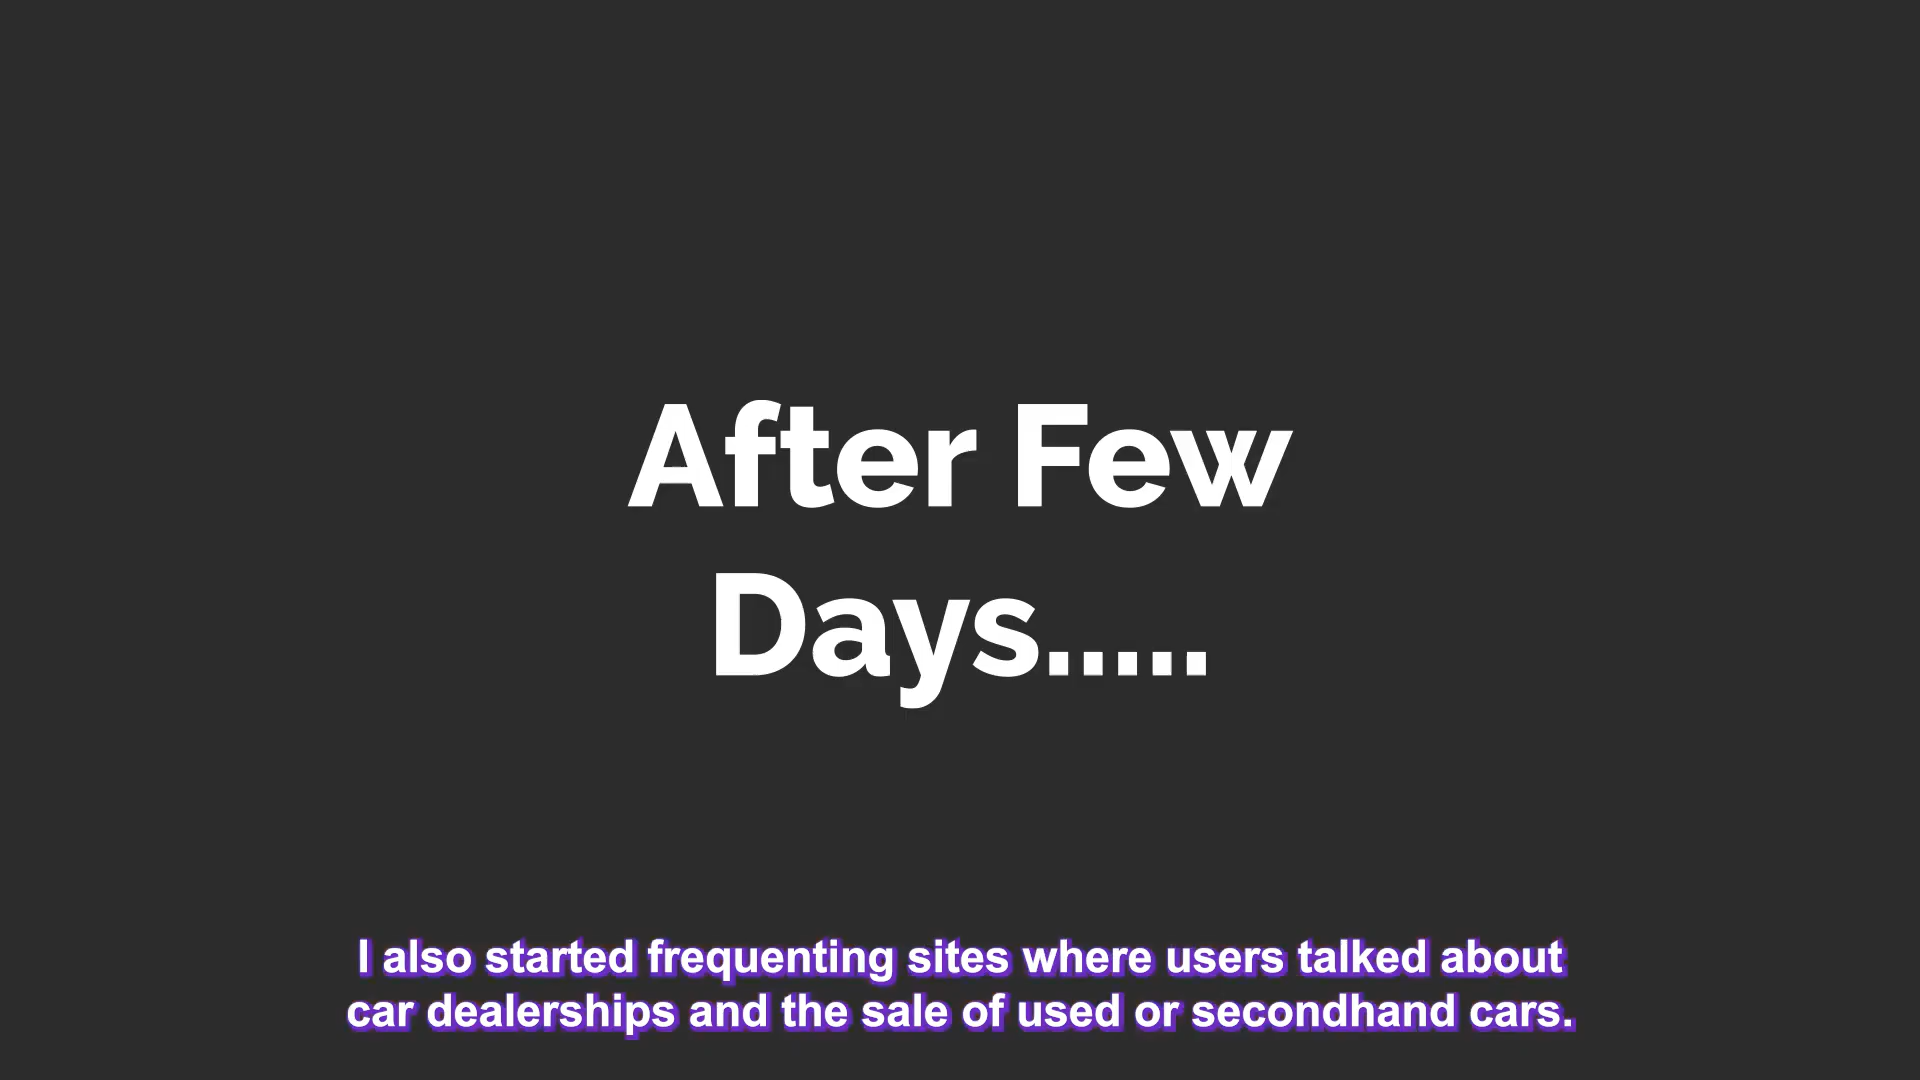 After Few
Days.....
I also started frequenting sites where users talked about
car dealerships and the sale of used or secondhand cars.